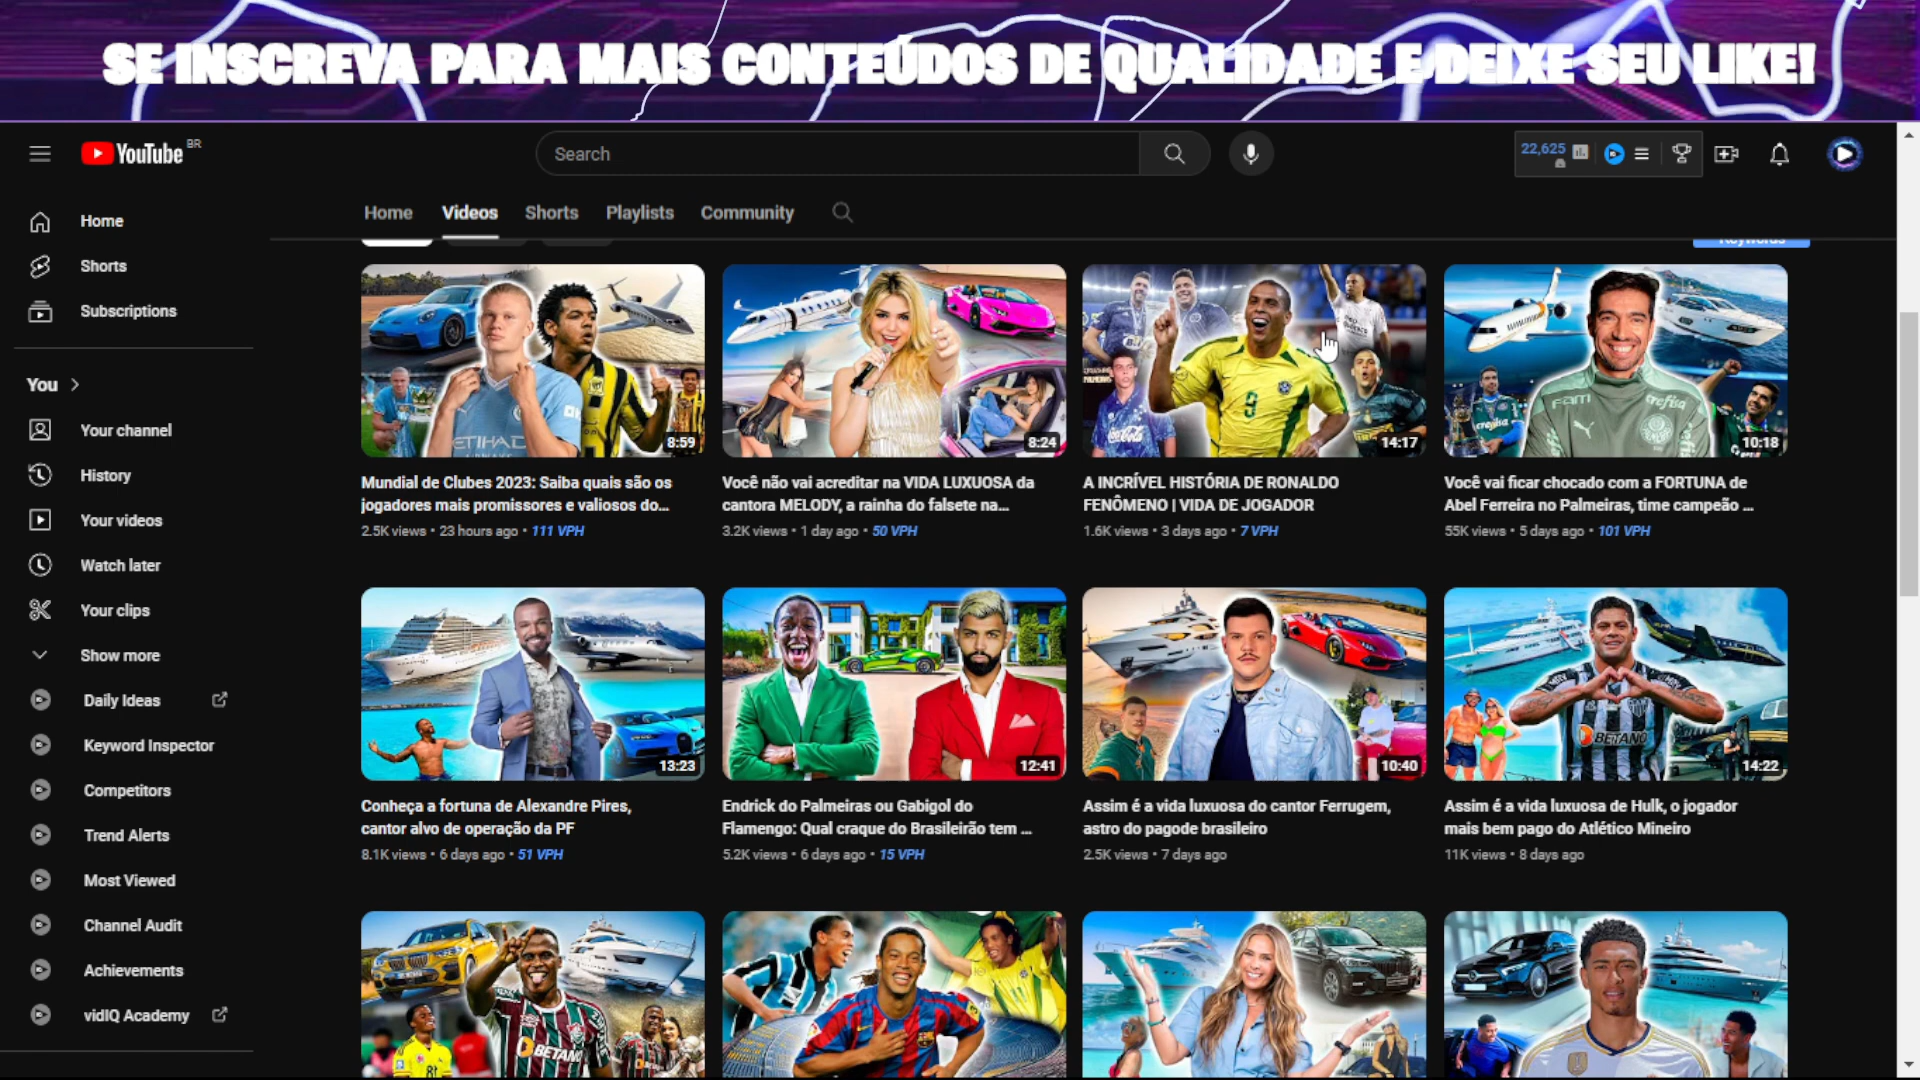 SE INSCREVA PARA MAIS CONTEÚDOS DE QUALIDADE E DEIXE SEU LIKE!
YouTube BR
Search
22,625
Home
Videos
Shorts
Playlists
Community
Keywords
Home
Shorts
Subscriptions
You
Your channel
History
Your videos
Watch later
Your clips
Show more
Daily Ideas
Keyword Inspector
Competitors
Trend Alerts
Most Viewed
Channel Audit
Achievements
vidIQ Academy
ETIHAD
8:59
Mundial de Clubes 2023: Saiba quais são os
jogadores mais promissores e valiosos do...
2.5K views • 23 hours ago • 111 VPH
8:24
Você não vai acreditar na VIDA LUXUOSA da
cantora MELODY, a rainha do falsete na...
3.2K views • 1 day ago • 50 VPH
9
Coca-Cola
14:17
A INCRÍVEL HISTÓRIA DE RONALDO
FENÔMENO | VIDA DE JOGADOR
1.6K views • 3 days ago • 7 VPH
FAM
crefisa
10:18
Você vai ficar chocado com a FORTUNA de
Abel Ferreira no Palmeiras, time campeão ...
55K views • 5 days ago • 101 VPH
13:23
Conheça a fortuna de Alexandre Pires,
cantor alvo de operação da PF
8.1K views • 6 days ago • 51 VPH
12:41
Endrick do Palmeiras ou Gabigol do
Flamengo: Qual craque do Brasileirão tem ...
5.2K views • 6 days ago • 15 VPH
10:40
Assim é a vida luxuosa do cantor Ferrugem,
astro do pagode brasileiro
2.5K views • 7 days ago
MRV
BETANO
14:22
Assim é a vida luxuosa de Hulk, o jogador
mais bem pago do Atlético Mineiro
11K views • 8 days ago
BETANO